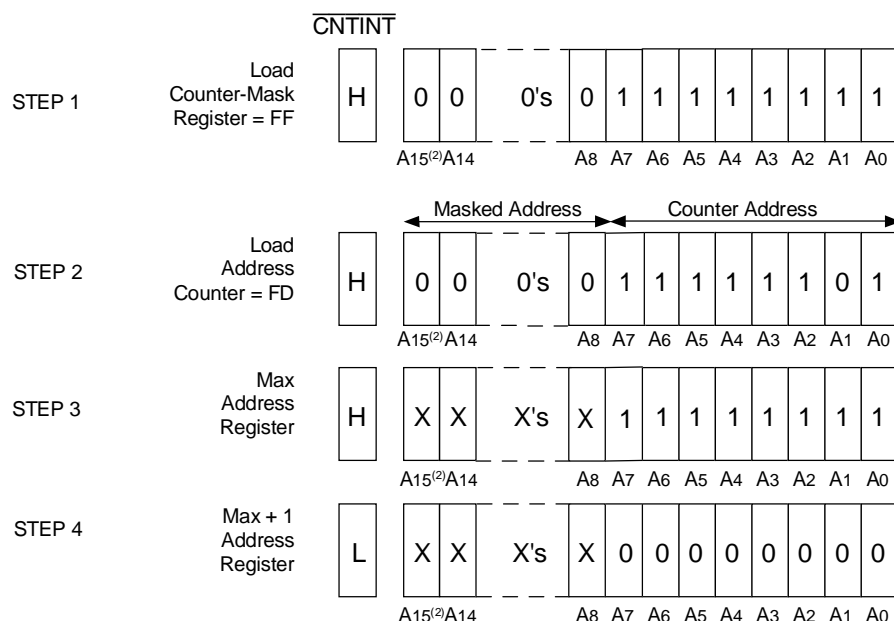 CNTINT
STEP 1
Load
Counter-Mask
Register = FF
H 0 0 0's 0 1 1 1 1 1 1 1 1
A15(2) A14 A8 A7 A6 A5 A4 A3 A2 A1 A0
Masked Address Counter Address
STEP 2
Load
Address
Counter = FD
H 0 0 0's 0 1 1 1 1 1 1 0 1
A15(2) A14 A8 A7 A6 A5 A4 A3 A2 A1 A0
STEP 3
Max
Address
Register
H X X X's X 1 1 1 1 1 1 1 1
A15(2) A14 A8 A7 A6 A5 A4 A3 A2 A1 A0
STEP 4
Max + 1
Address
Register
L X X X's X 0 0 0 0 0 0 0 0
A15(2) A14 A8 A7 A6 A5 A4 A3 A2 A1 A0